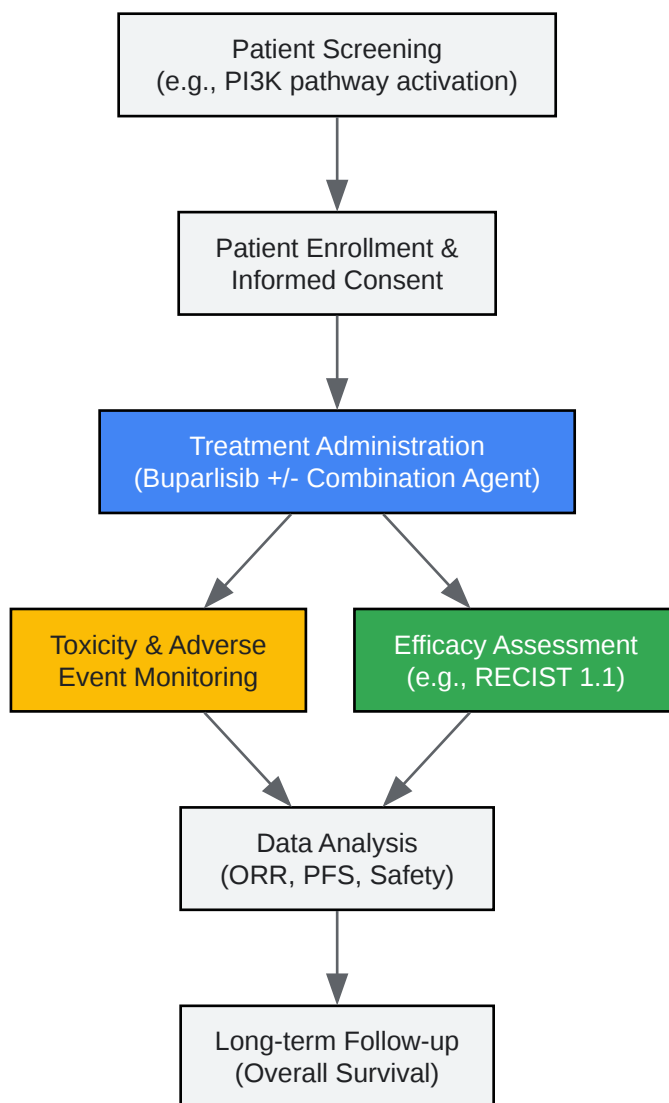 Patient Screening
(e.g., PI3K pathway activation)
Patient Enrollment &
Informed Consent
Treatment Administration
(Buparlisib +/- Combination Agent)
Toxicity & Adverse
Event Monitoring
Efficacy Assessment
(e.g., RECIST 1.1)
Data Analysis
(ORR, PFS, Safety)
Long-term Follow-up
(Overall Survival)